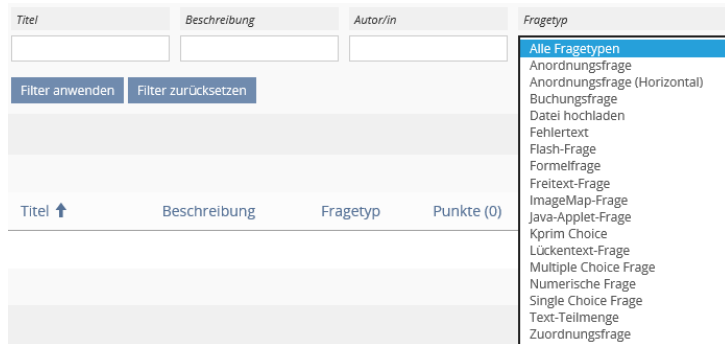 Titel Beschreibung Autor/in Fragetyp
Alle Fragetypen
Anordnungsfrage
Anordnungsfrage (Horizontal)
Buchungsfrage
Datei hochladen
Fehlertext
Flash-Frage
Formelfrage
Freitext-Frage
ImageMap-Frage
Java-Applet-Frage
Kprim Choice
Lückentext-Frage
Multiple Choice Frage
Numerische Frage
Single Choice Frage
Text-Teilmenge
Zuordnungsfrage
Filter anwenden Filter zurücksetzen
Titel ↑ Beschreibung Fragetyp Punkte (0)